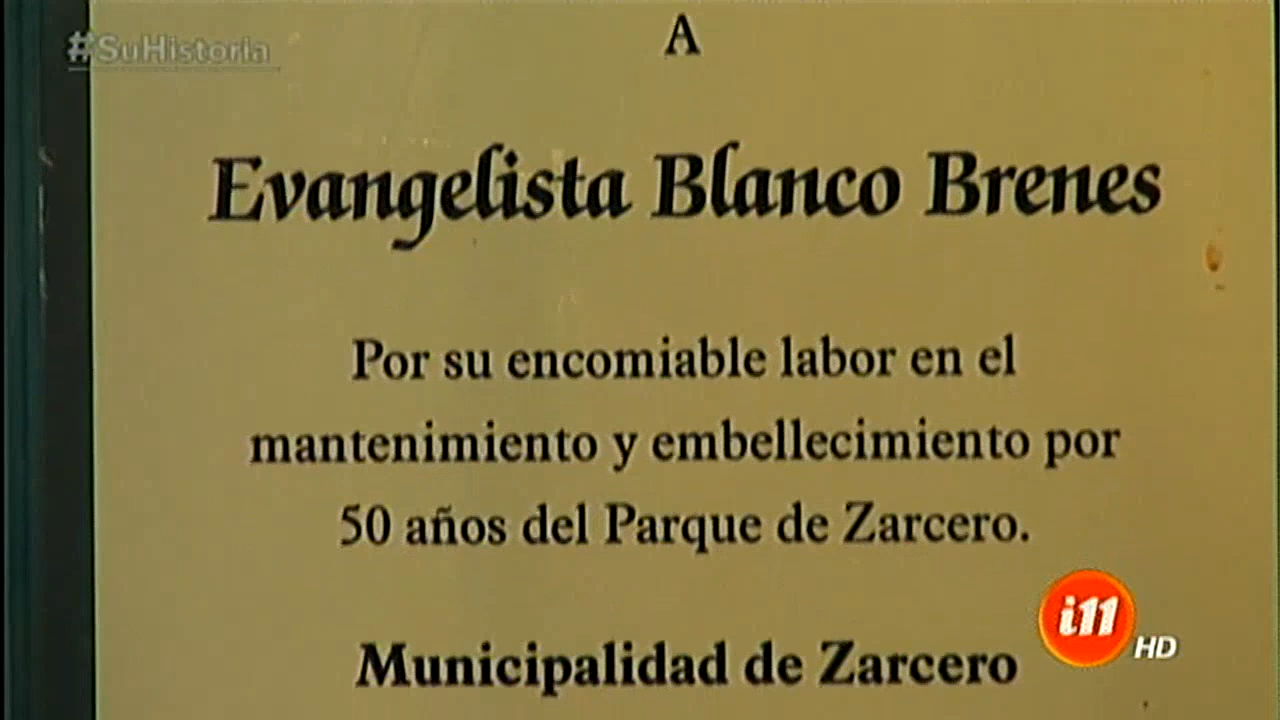 #SuHistoria
A
Evangelista Blanco Brenes
Por su encomiable labor en el
mantenimiento y embellecimiento por
50 años del Parque de Zarcero.
Municipalidad de Zarcero
i11
HD